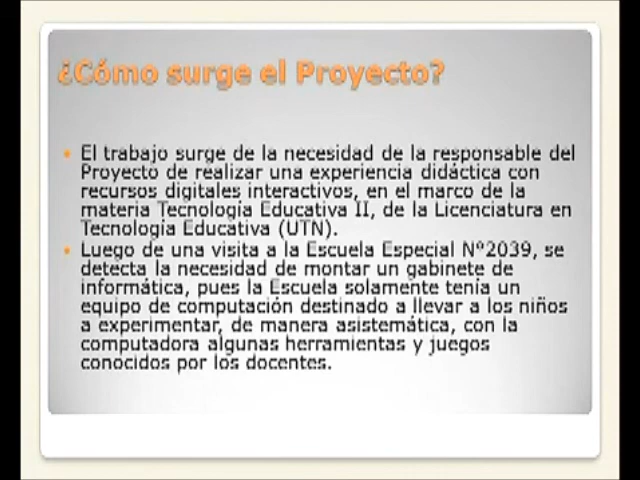 ¿Cómo surge el Proyecto?
El trabajo surge de la necesidad de la responsable del
Proyecto de realizar una experiencia didáctica con
recursos digitales interactivos, en el marco de la
materia Tecnología Educativa II, de la Licenciatura en
Tecnología Educativa (UTN).
Luego de una visita a la Escuela Especial Nº2039, se
detecta la necesidad de montar un gabinete de
informática, pues la Escuela solamente tenía un
equipo de computación destinado a llevar a los niños
a experimentar, de manera asistemática, con la
computadora algunas herramientas y juegos
conocidos por los docentes.